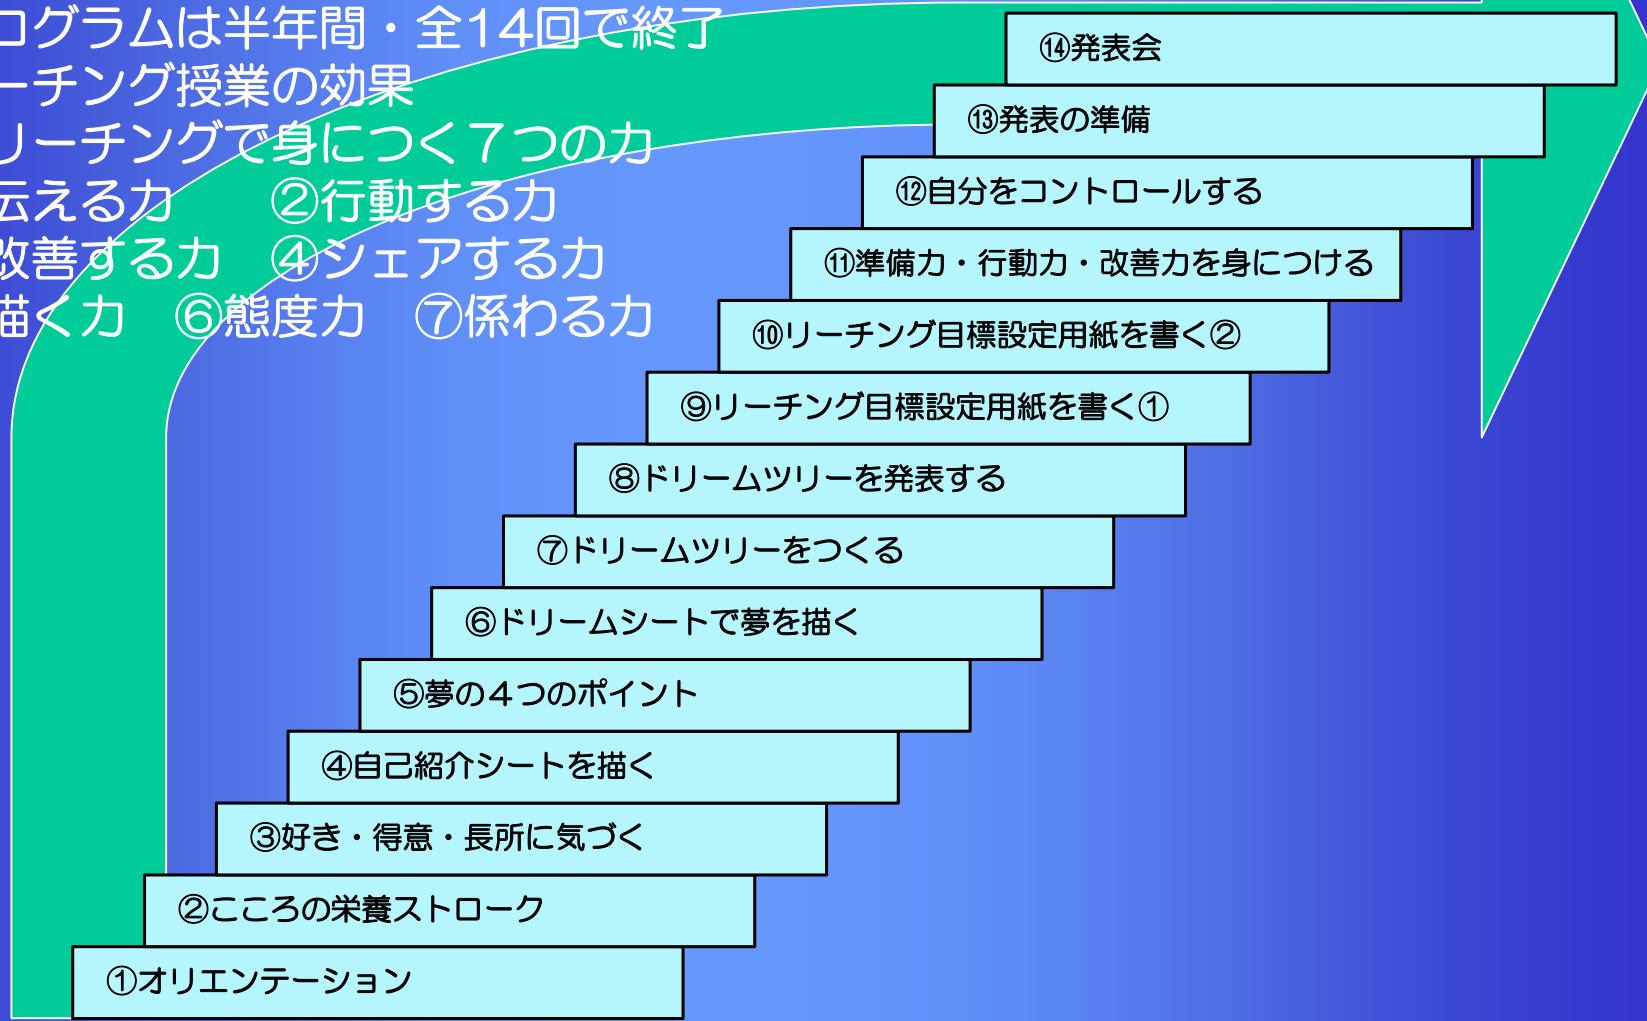 ログラムは半年間・全14回で終了
ーチング授業の効果
リーチングで身につく７つの力
伝える力　　②行動する力
改善する力　④シェアする力
描く力　⑥態度力　⑦係わる力
⑭発表会
⑬発表の準備
⑫自分をコントロールする
⑪準備力・行動力・改善力を身につける
⑩リーチング目標設定用紙を書く②
⑨リーチング目標設定用紙を書く①
⑧ドリームツリーを発表する
⑦ドリームツリーをつくる
⑥ドリームシートで夢を描く
⑤夢の４つのポイント
④自己紹介シートを描く
③好き・得意・長所に気づく
②こころの栄養ストローク
①オリエンテーション